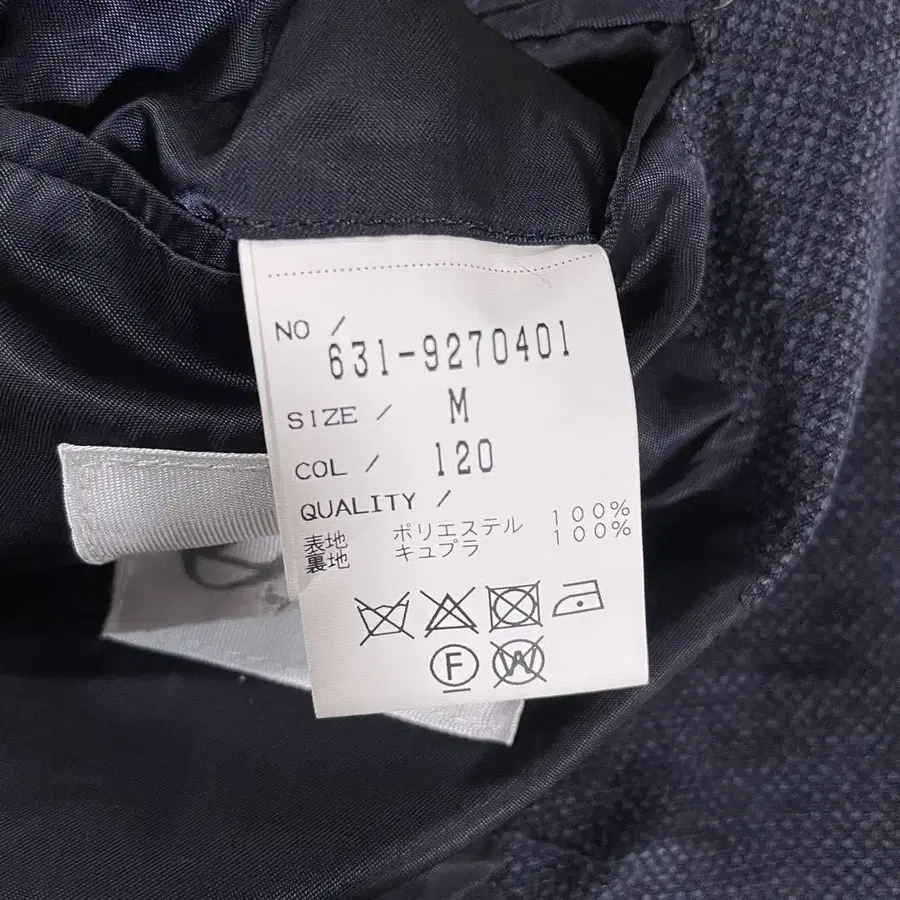 NO /
631-9270401
SIZE / M
COL / 120
QUALITY /
表地 ポリエステル 100%
裏地 キュプラ 100%
F W